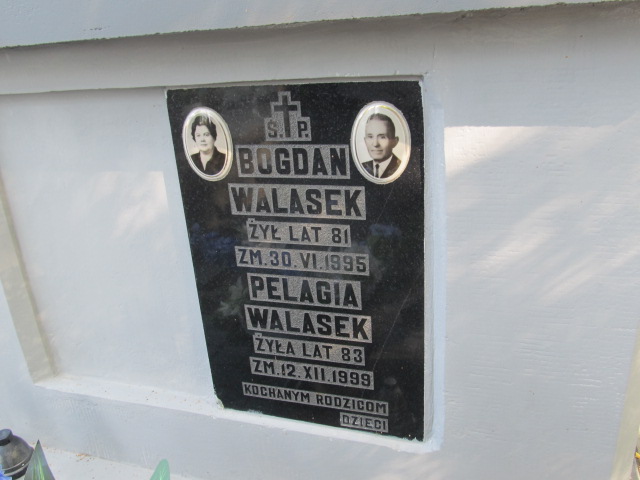 Ś.P.
BOGDAN
WALASEK
ŻYŁ LAT 81
ZM. 30. VI. 1995
PELAGIA
WALASEK
ŻYŁA LAT 83
ZM. 12. XII. 1999
KOCHANYM RODZICOM
DZIECI